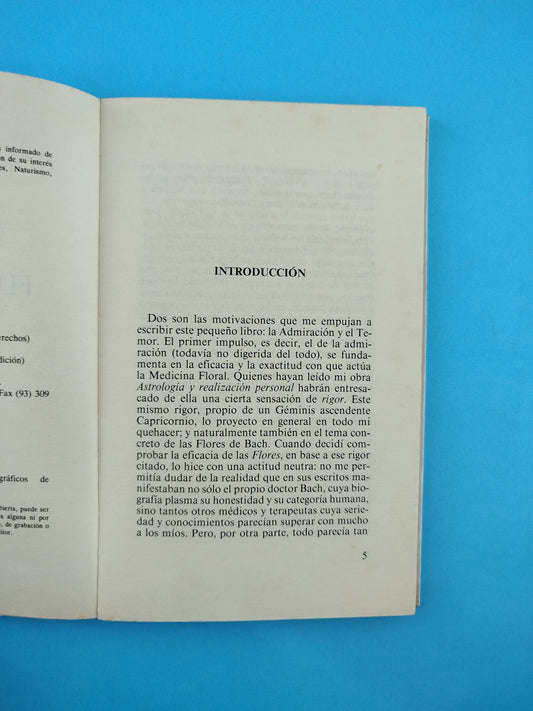 s informado de
n de su interés
es, Naturismo,
erechos)
dición)
Fax (93) 309
gráficos de
bierta, puede ser
a alguna ni por
o, de grabación o
litor.
INTRODUCCIÓN
Dos son las motivaciones que me empujan a
escribir este pequeño libro: la Admiración y el Te-
mor. El primer impulso, es decir, el de la admi-
ración (todavía no digerida del todo), se funda-
menta en la eficacia y la exactitud con que actúa
la Medicina Floral. Quienes hayan leído mi obra
Astrología y realización personal habrán entresa-
cado de ella una cierta sensación de rigor. Este
mismo rigor, propio de un Géminis ascendente
Capricornio, lo proyecto en general en todo mi
quehacer; y naturalmente también en el tema con-
creto de las Flores de Bach. Cuando decidí com-
probar la eficacia de las Flores, en base a ese rigor
citado, lo hice con una actitud neutra: no me per-
mitía dudar de la realidad que en sus escritos ma-
nifestaban no sólo el propio doctor Bach, cuya bio-
grafía plasma su honestidad y su categoría humana,
sino tantos otros médicos y terapeutas cuya serie-
dad y conocimientos parecían superar con mucho
a los míos. Pero, por otra parte, todo parecía tan
5